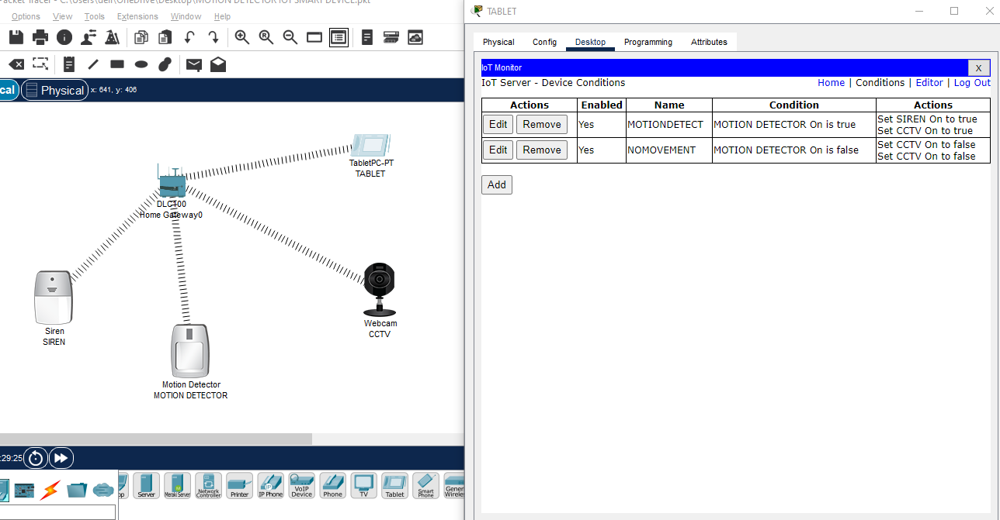 Packet Tracer - C:\Users\dell\OneDrive\Desktop\MOTION DETECTOR IOT SMART DEVICE.pkt
Options View Tools Extensions Window Help
Physical x: 641, y: 406
TabletPC-PT
TABLET
DLC100
Home Gateway0
Siren
SIREN
Webcam
CCTV
Motion Detector
MOTION DETECTOR
:29:25
Server
Meraki Server
Network Controller
Printer
IP Phone
VoIP Device
Phone
TV
Tablet
Smart Phone
TABLET
Physical Config Desktop Programming Attributes
IoT Monitor X
IoT Server - Device Conditions Home | Conditions | Editor | Log Out
Actions Enabled Name Condition Actions
Edit Remove Yes MOTIONDETECT MOTION DETECTOR On is true Set SIREN On to true
Set CCTV On to true
Edit Remove Yes NOMOVEMENT MOTION DETECTOR On is false Set CCTV On to false
Set CCTV On to false
Add